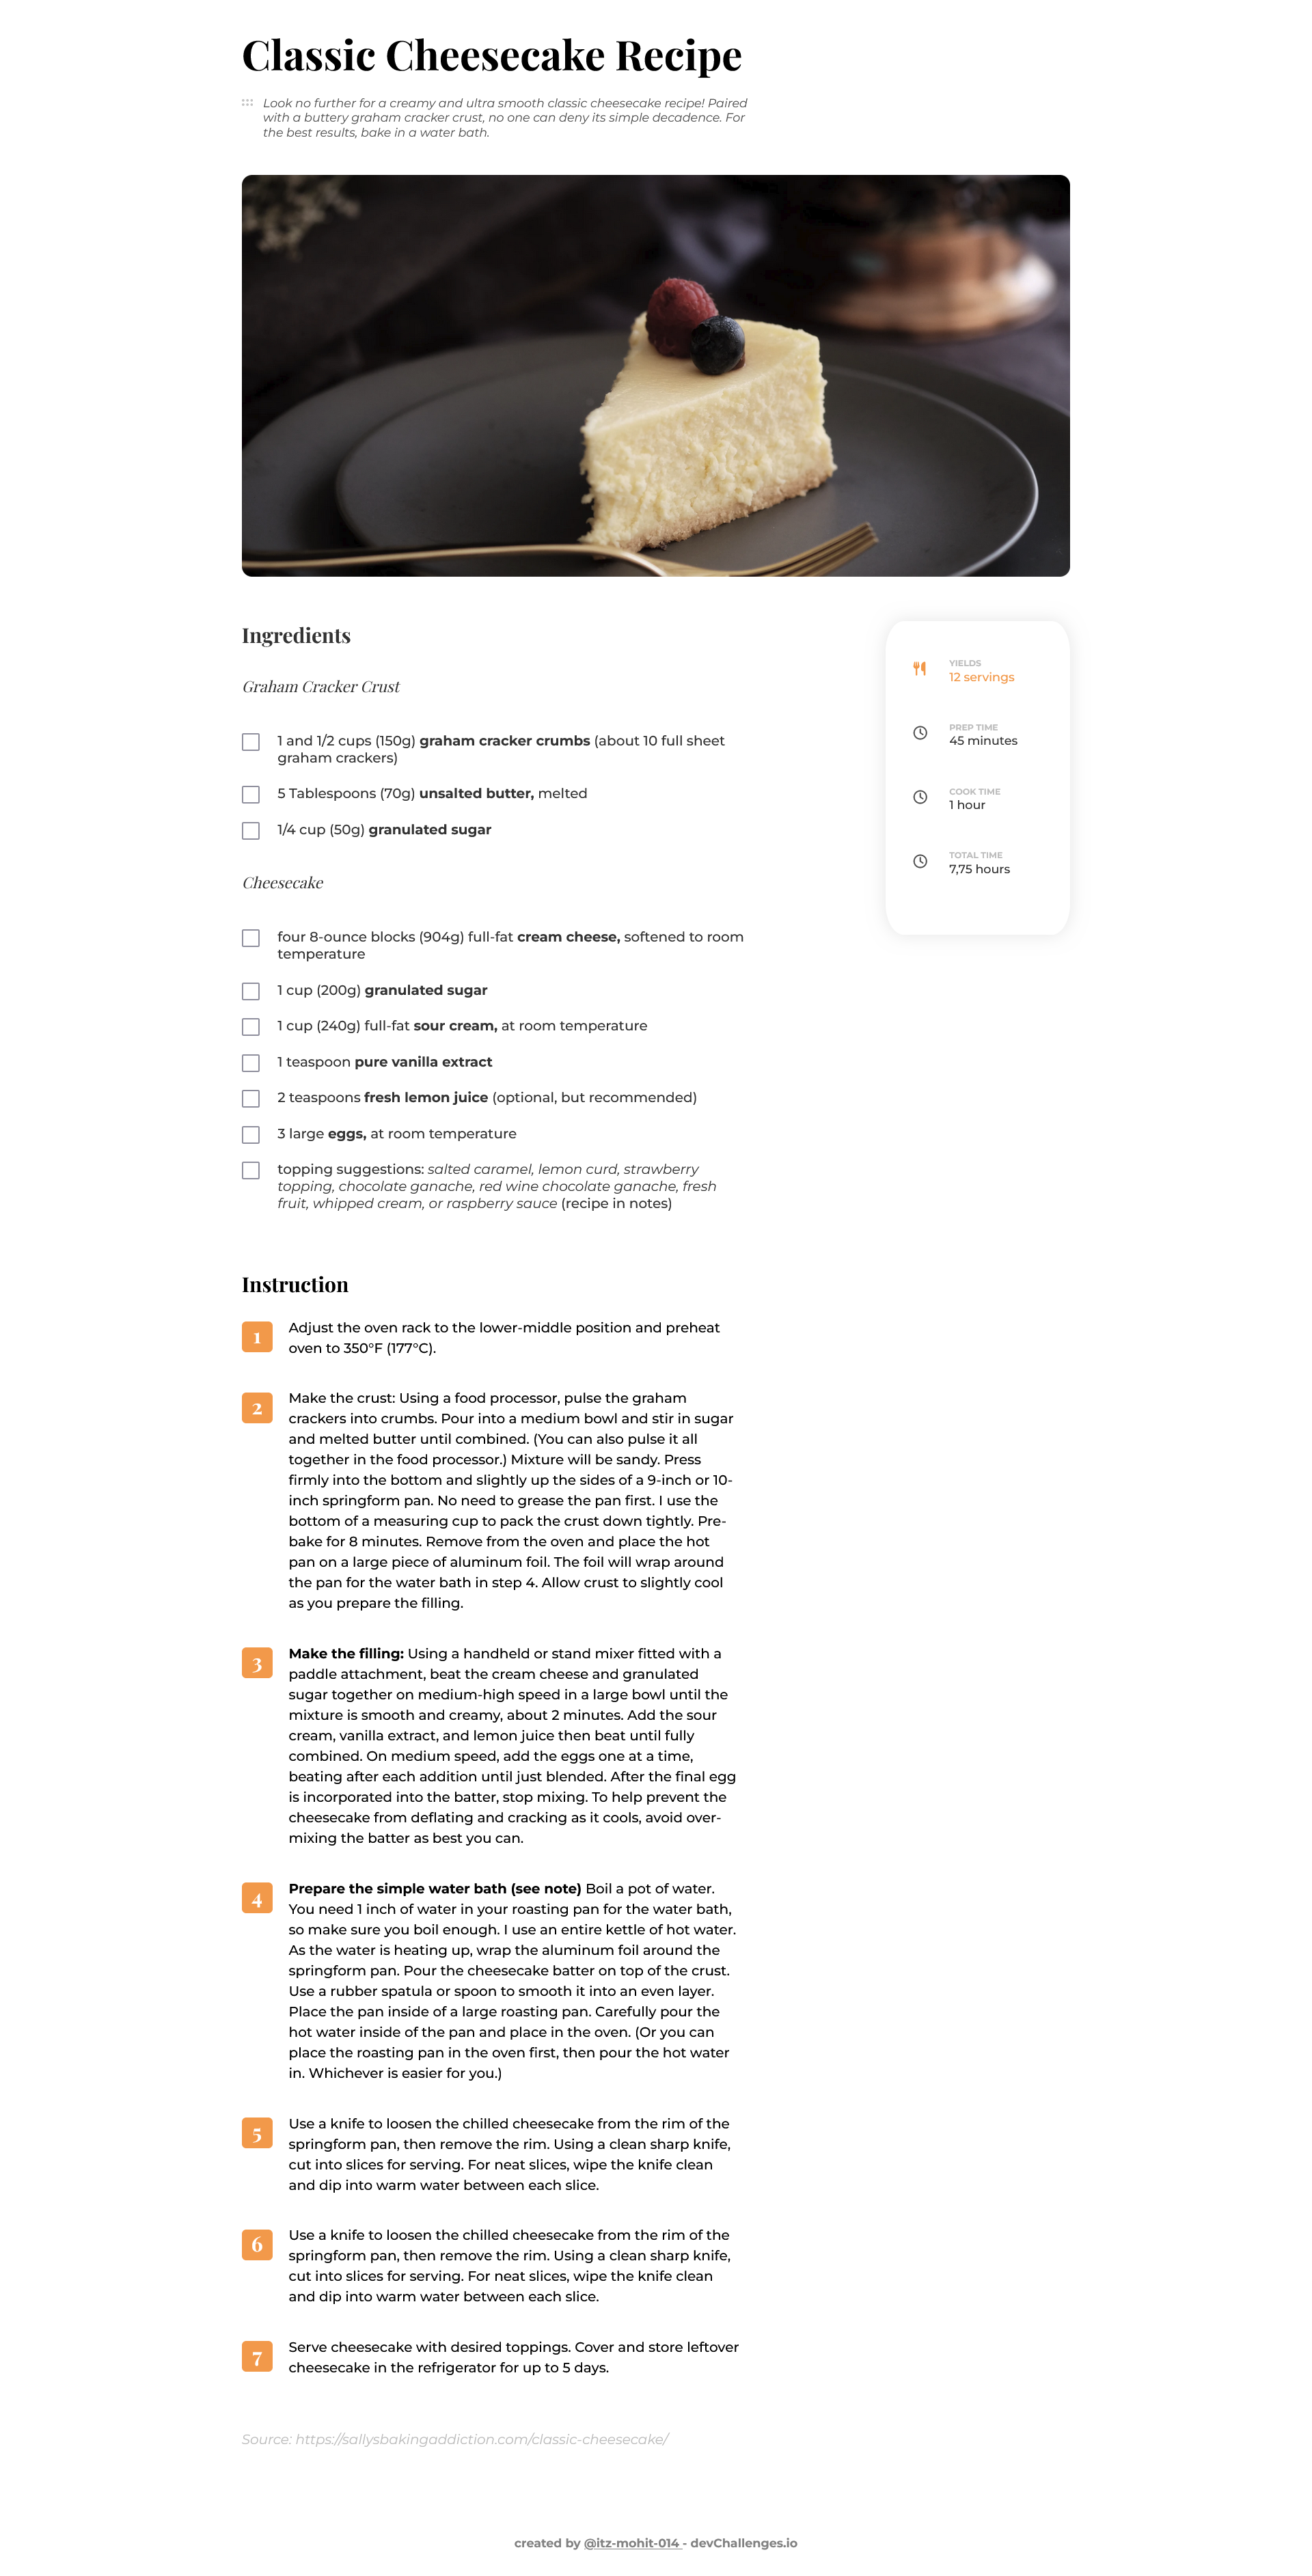 Classic Cheesecake Recipe
Look no further for a creamy and ultra smooth classic cheesecake recipe! Paired
with a buttery graham cracker crust, no one can deny its simple decadence. For
the best results, bake in a water bath.
Ingredients
Graham Cracker Crust
1 and 1/2 cups (150g) graham cracker crumbs (about 10 full sheet
graham crackers)
5 Tablespoons (70g) unsalted butter, melted
1/4 cup (50g) granulated sugar
Cheesecake
four 8-ounce blocks (904g) full-fat cream cheese, softened to room
temperature
1 cup (200g) granulated sugar
1 cup (240g) full-fat sour cream, at room temperature
1 teaspoon pure vanilla extract
2 teaspoons fresh lemon juice (optional, but recommended)
3 large eggs, at room temperature
topping suggestions: salted caramel, lemon curd, strawberry
topping, chocolate ganache, red wine chocolate ganache, fresh
fruit, whipped cream, or raspberry sauce (recipe in notes)
YIELDS
12 servings
PREP TIME
45 minutes
COOK TIME
1 hour
TOTAL TIME
7,75 hours
Instruction
1
Adjust the oven rack to the lower-middle position and preheat
oven to 350°F (177°C).
2
Make the crust: Using a food processor, pulse the graham
crackers into crumbs. Pour into a medium bowl and stir in sugar
and melted butter until combined. (You can also pulse it all
together in the food processor.) Mixture will be sandy. Press
firmly into the bottom and slightly up the sides of a 9-inch or 10-
inch springform pan. No need to grease the pan first. I use the
bottom of a measuring cup to pack the crust down tightly. Pre-
bake for 8 minutes. Remove from the oven and place the hot
pan on a large piece of aluminum foil. The foil will wrap around
the pan for the water bath in step 4. Allow crust to slightly cool
as you prepare the filling.
3
Make the filling: Using a handheld or stand mixer fitted with a
paddle attachment, beat the cream cheese and granulated
sugar together on medium-high speed in a large bowl until the
mixture is smooth and creamy, about 2 minutes. Add the sour
cream, vanilla extract, and lemon juice then beat until fully
combined. On medium speed, add the eggs one at a time,
beating after each addition until just blended. After the final egg
is incorporated into the batter, stop mixing. To help prevent the
cheesecake from deflating and cracking as it cools, avoid over-
mixing the batter as best you can.
4
Prepare the simple water bath (see note) Boil a pot of water.
You need 1 inch of water in your roasting pan for the water bath,
so make sure you boil enough. I use an entire kettle of hot water.
As the water is heating up, wrap the aluminum foil around the
springform pan. Pour the cheesecake batter on top of the crust.
Use a rubber spatula or spoon to smooth it into an even layer.
Place the pan inside of a large roasting pan. Carefully pour the
hot water inside of the pan and place in the oven. (Or you can
place the roasting pan in the oven first, then pour the hot water
in. Whichever is easier for you.)
5
Use a knife to loosen the chilled cheesecake from the rim of the
springform pan, then remove the rim. Using a clean sharp knife,
cut into slices for serving. For neat slices, wipe the knife clean
and dip into warm water between each slice.
6
Use a knife to loosen the chilled cheesecake from the rim of the
springform pan, then remove the rim. Using a clean sharp knife,
cut into slices for serving. For neat slices, wipe the knife clean
and dip into warm water between each slice.
7
Serve cheesecake with desired toppings. Cover and store leftover
cheesecake in the refrigerator for up to 5 days.
Source: https://sallysbakingaddiction.com/classic-cheesecake/
created by @itz-mohit-014 - devChallenges.io